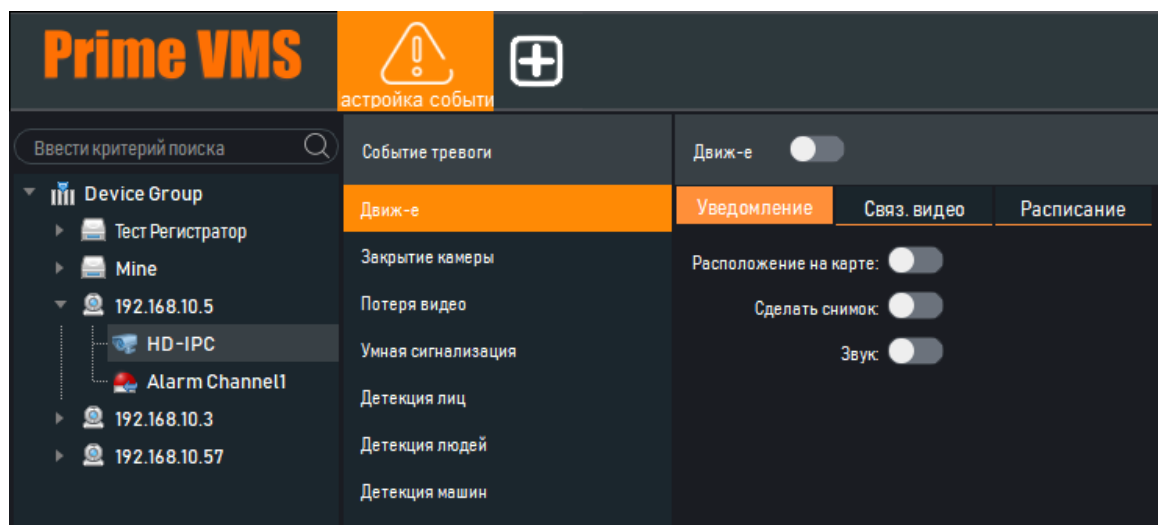 Prime VMS
астройка событи
Ввести критерий поиска
Device Group
Тест Регистратор
Mine
192.168.10.5
HD-IPC
Alarm Channel1
192.168.10.3
192.168.10.57
Событие тревоги
Движ-е
Закрытие камеры
Потеря видео
Умная сигнализация
Детекция лиц
Детекция людей
Детекция машин
Движ-е
Уведомление Связ. видео Расписание
Расположение на карте:
Сделать снимок:
Звук: